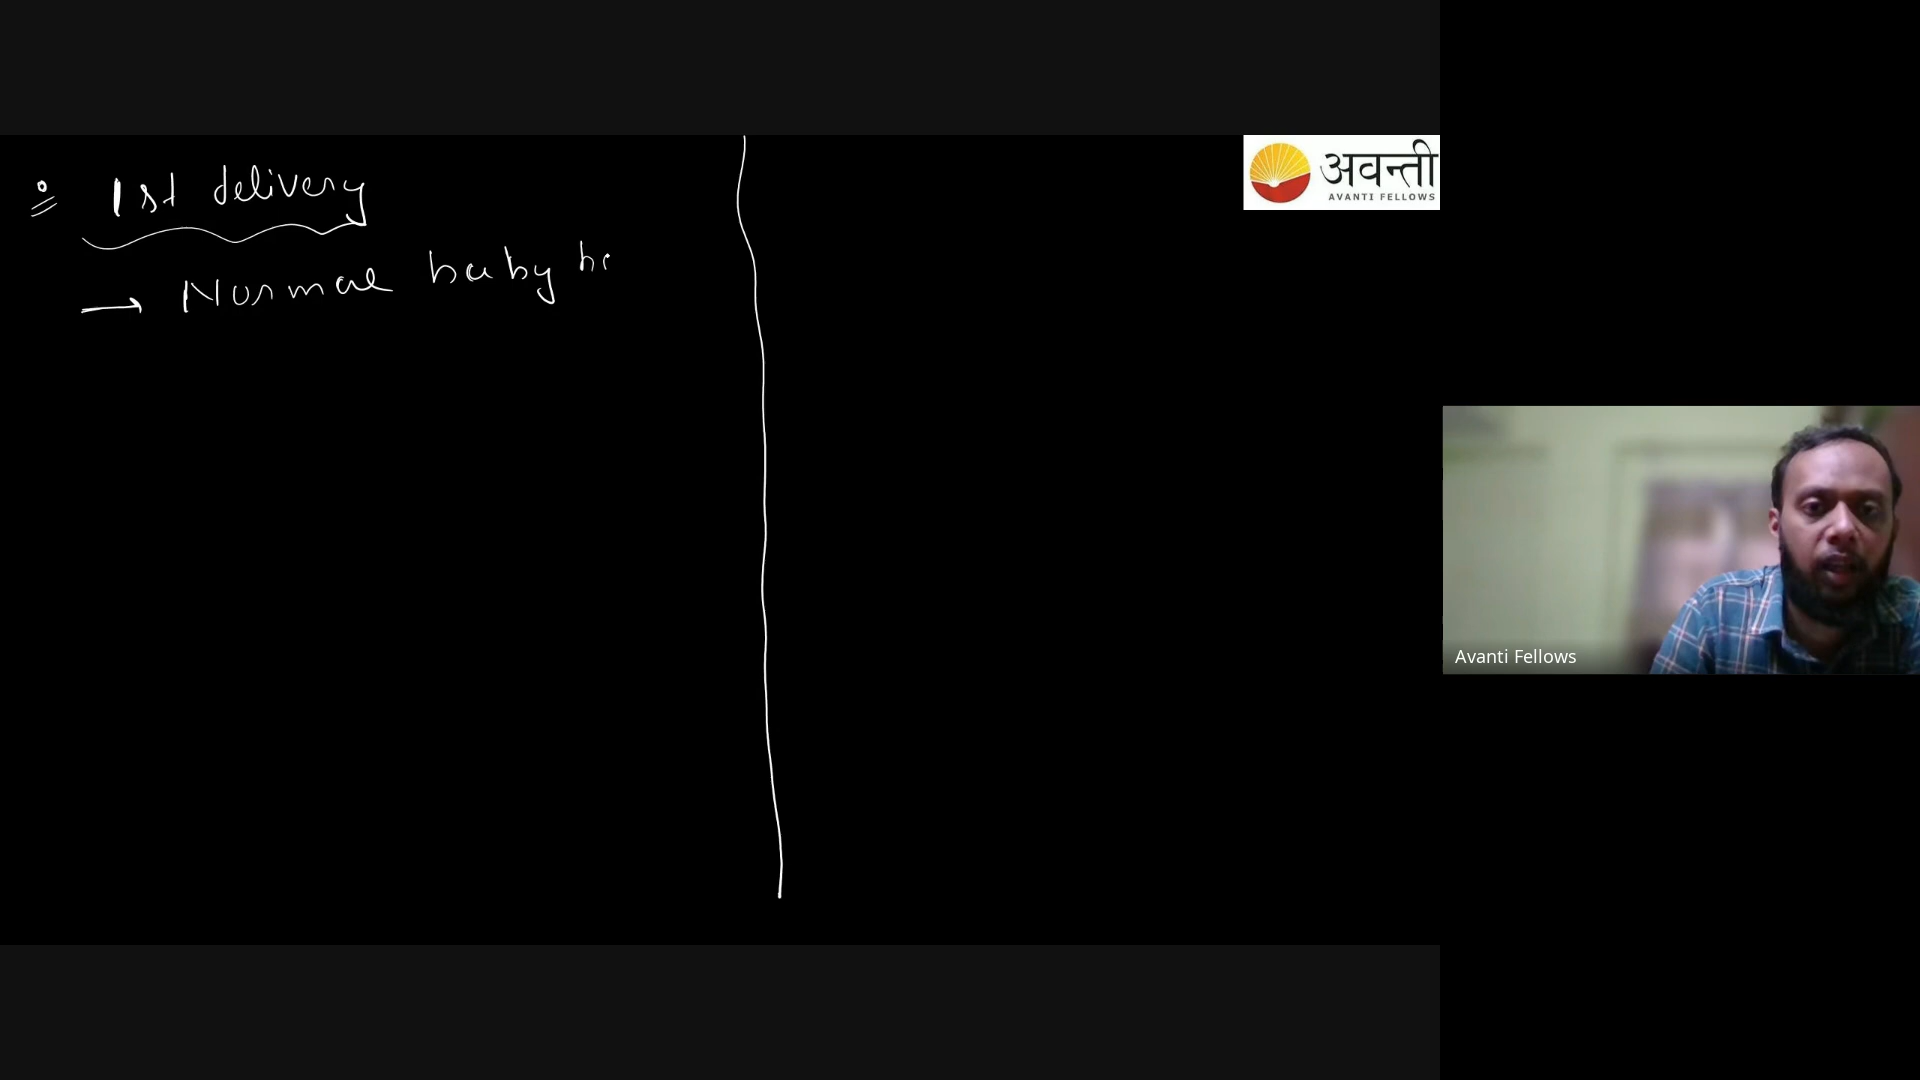 1st delivery
→ Normal baby
अवन्ती
AVANTI FELLOWS
Avanti Fellows